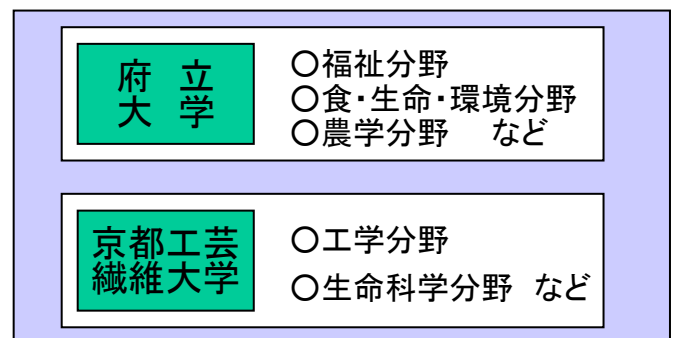 府 立
大 学
○福祉分野
○食・生命・環境分野
○農学分野 など
京都工芸
繊維大学
○工学分野
○生命科学分野 など